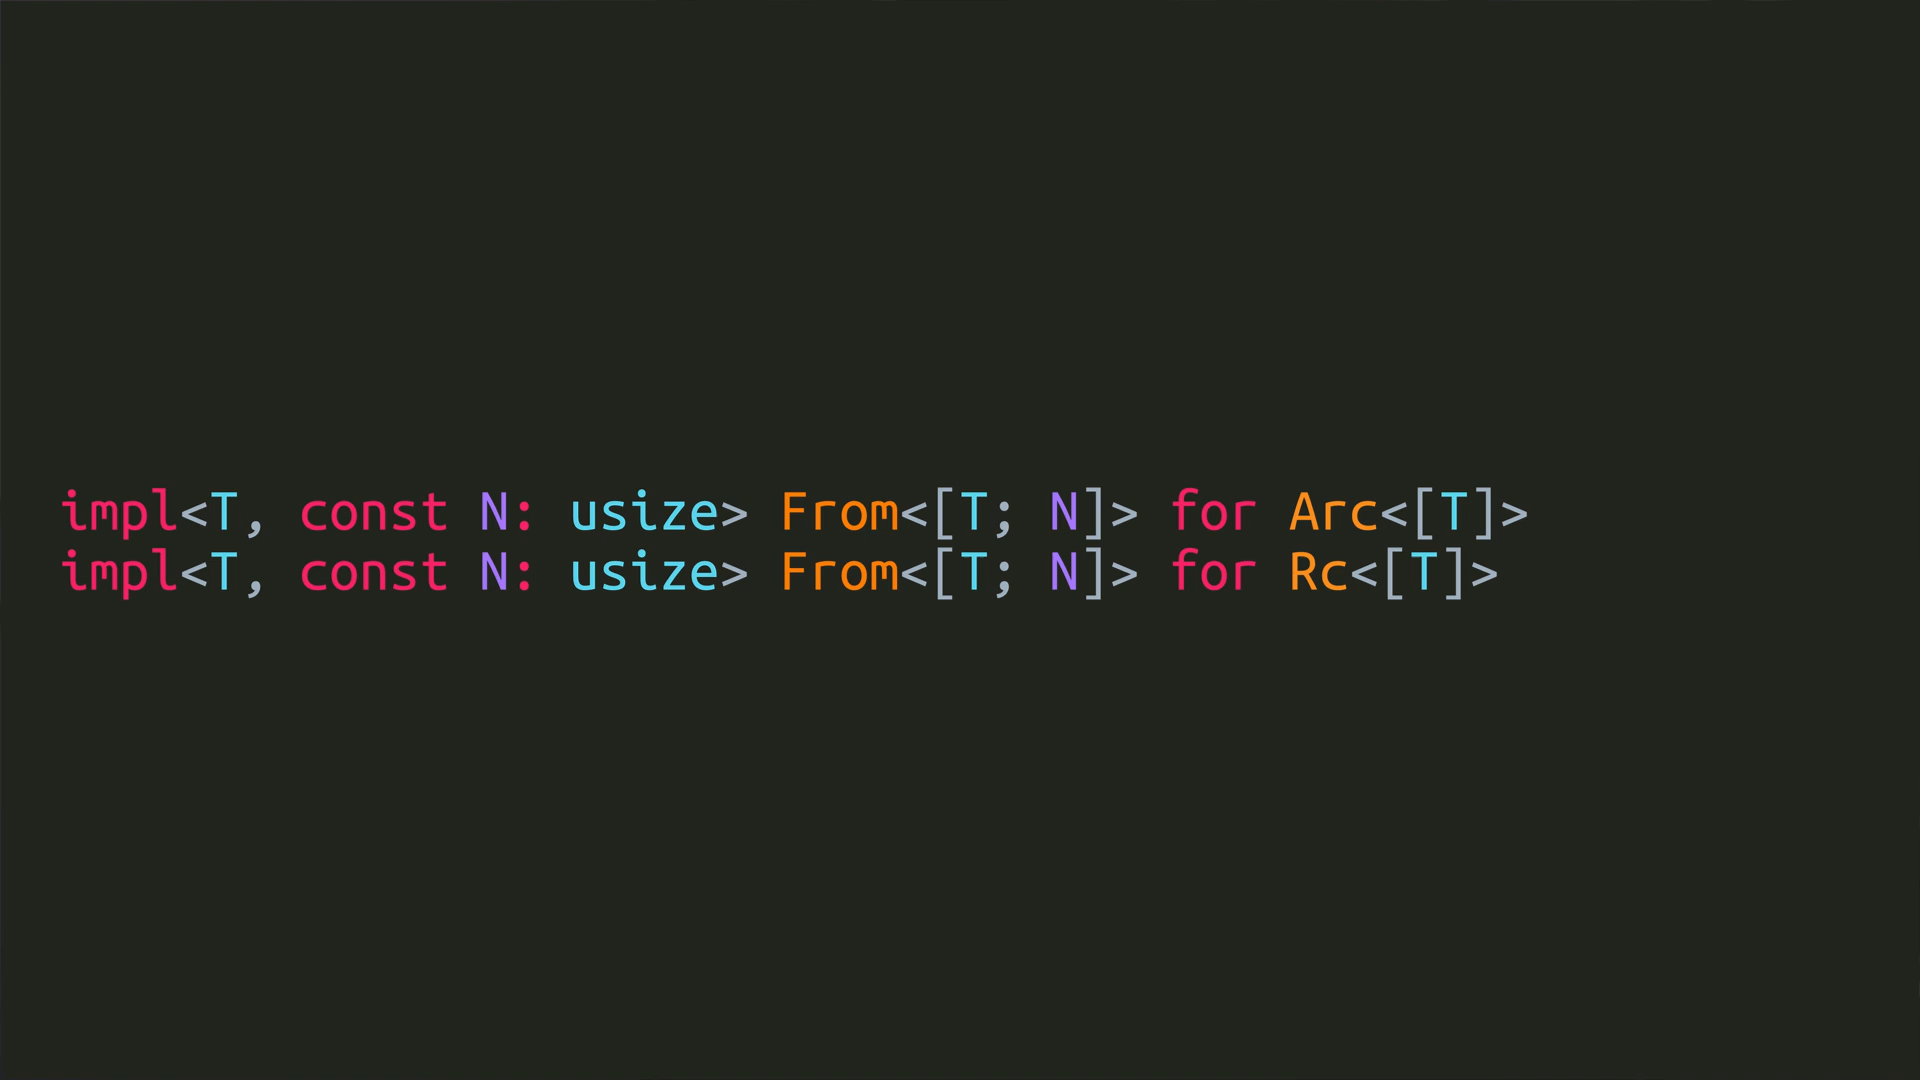 impl<T, const N: usize> From<[T; N]> for Arc<[T]>
impl<T, const N: usize> From<[T; N]> for Rc<[T]>